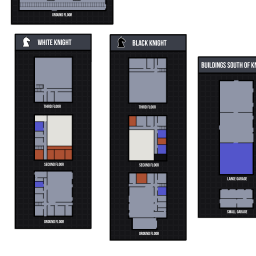 GROUND FLOOR
WHITE KNIGHT
THIRD FLOOR
SECOND FLOOR
GROUND FLOOR
BLACK KNIGHT
THIRD FLOOR
SECOND FLOOR
GROUND FLOOR
BUILDINGS SOUTH OF KN
LARGE GARAGE
SMALL GARAGE